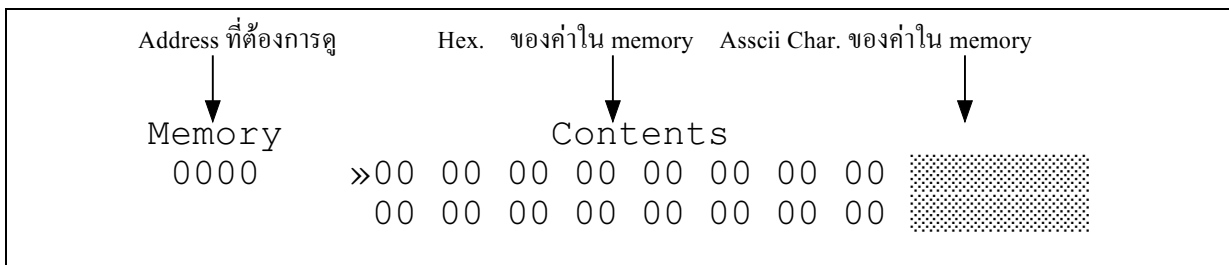 Address ที่ต้องการดู Hex. ของค่าใน memory Asscii Char. ของค่าใน memory
Memory Contents
0000 »00 00 00 00 00 00 00 00
00 00 00 00 00 00 00 00